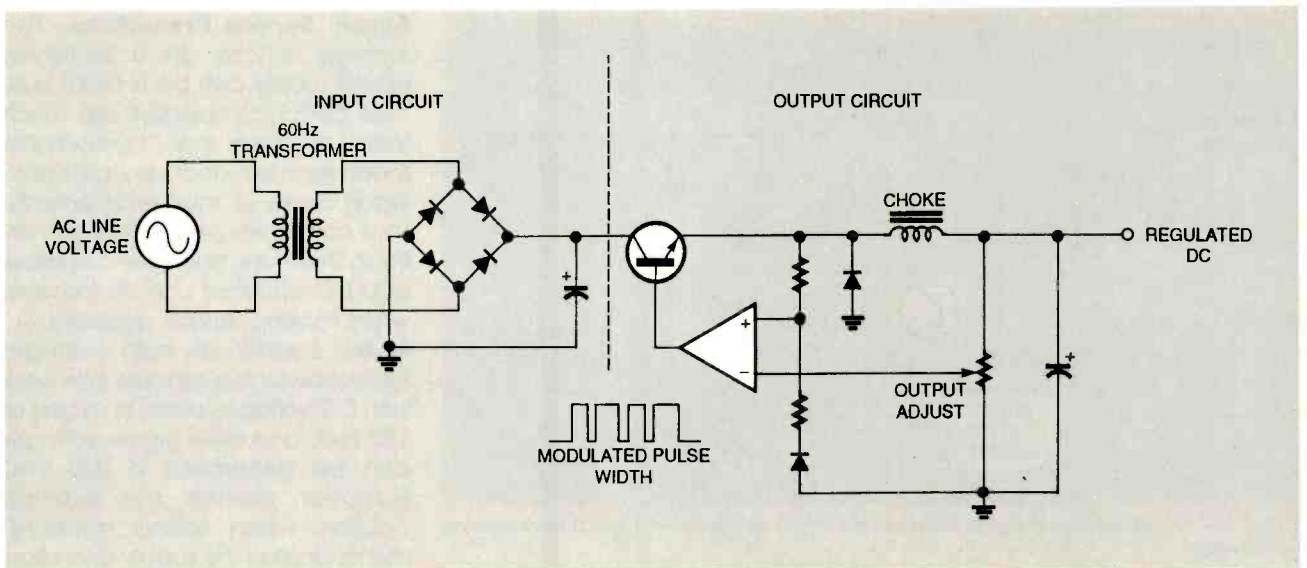 INPUT CIRCUIT
OUTPUT CIRCUIT
60Hz
TRANSFORMER
AC LINE
VOLTAGE
CHOKE
REGULATED
DC
+
+
+
−
OUTPUT
ADJUST
MODULATED PULSE
WIDTH